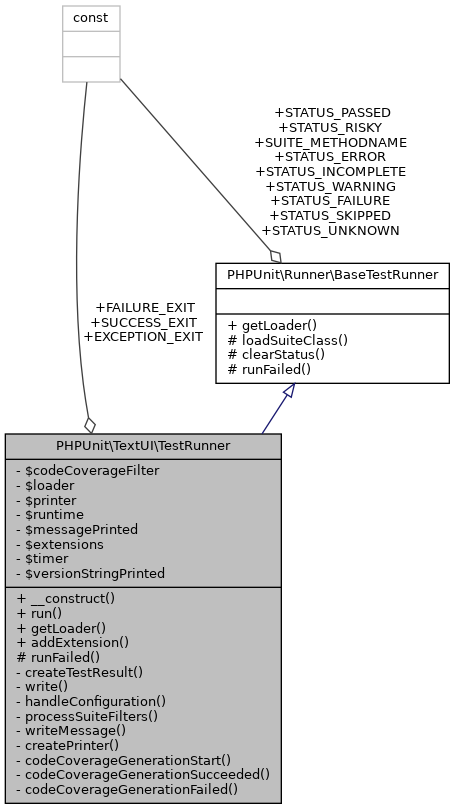 const
+STATUS_PASSED
+STATUS_RISKY
+SUITE_METHODNAME
+STATUS_ERROR
+STATUS_INCOMPLETE
+STATUS_WARNING
+STATUS_FAILURE
+STATUS_SKIPPED
+STATUS_UNKNOWN
PHPUnit\Runner\BaseTestRunner
+ getLoader()
# loadSuiteClass()
# clearStatus()
# runFailed()
+FAILURE_EXIT
+SUCCESS_EXIT
+EXCEPTION_EXIT
PHPUnit\TextUI\TestRunner
- $codeCoverageFilter
- $loader
- $printer
- $runtime
- $messagePrinted
- $extensions
- $timer
- $versionStringPrinted
+ __construct()
+ run()
+ getLoader()
+ addExtension()
# runFailed()
- createTestResult()
- write()
- handleConfiguration()
- processSuiteFilters()
- writeMessage()
- createPrinter()
- codeCoverageGenerationStart()
- codeCoverageGenerationSucceeded()
- codeCoverageGenerationFailed()